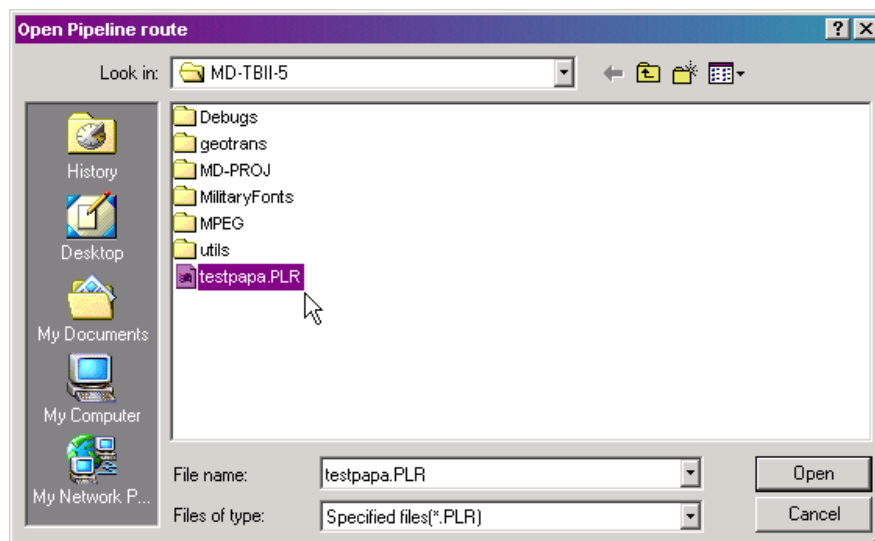 Open Pipeline route
Look in: MD-TBII-5
History
Desktop
My Documents
My Computer
My Network P...
Debugs
geotrans
MD-PROJ
MilitaryFonts
MPEG
utils
testpapa.PLR
File name: testpapa.PLR Open
Files of type: Specified files(*.PLR) Cancel